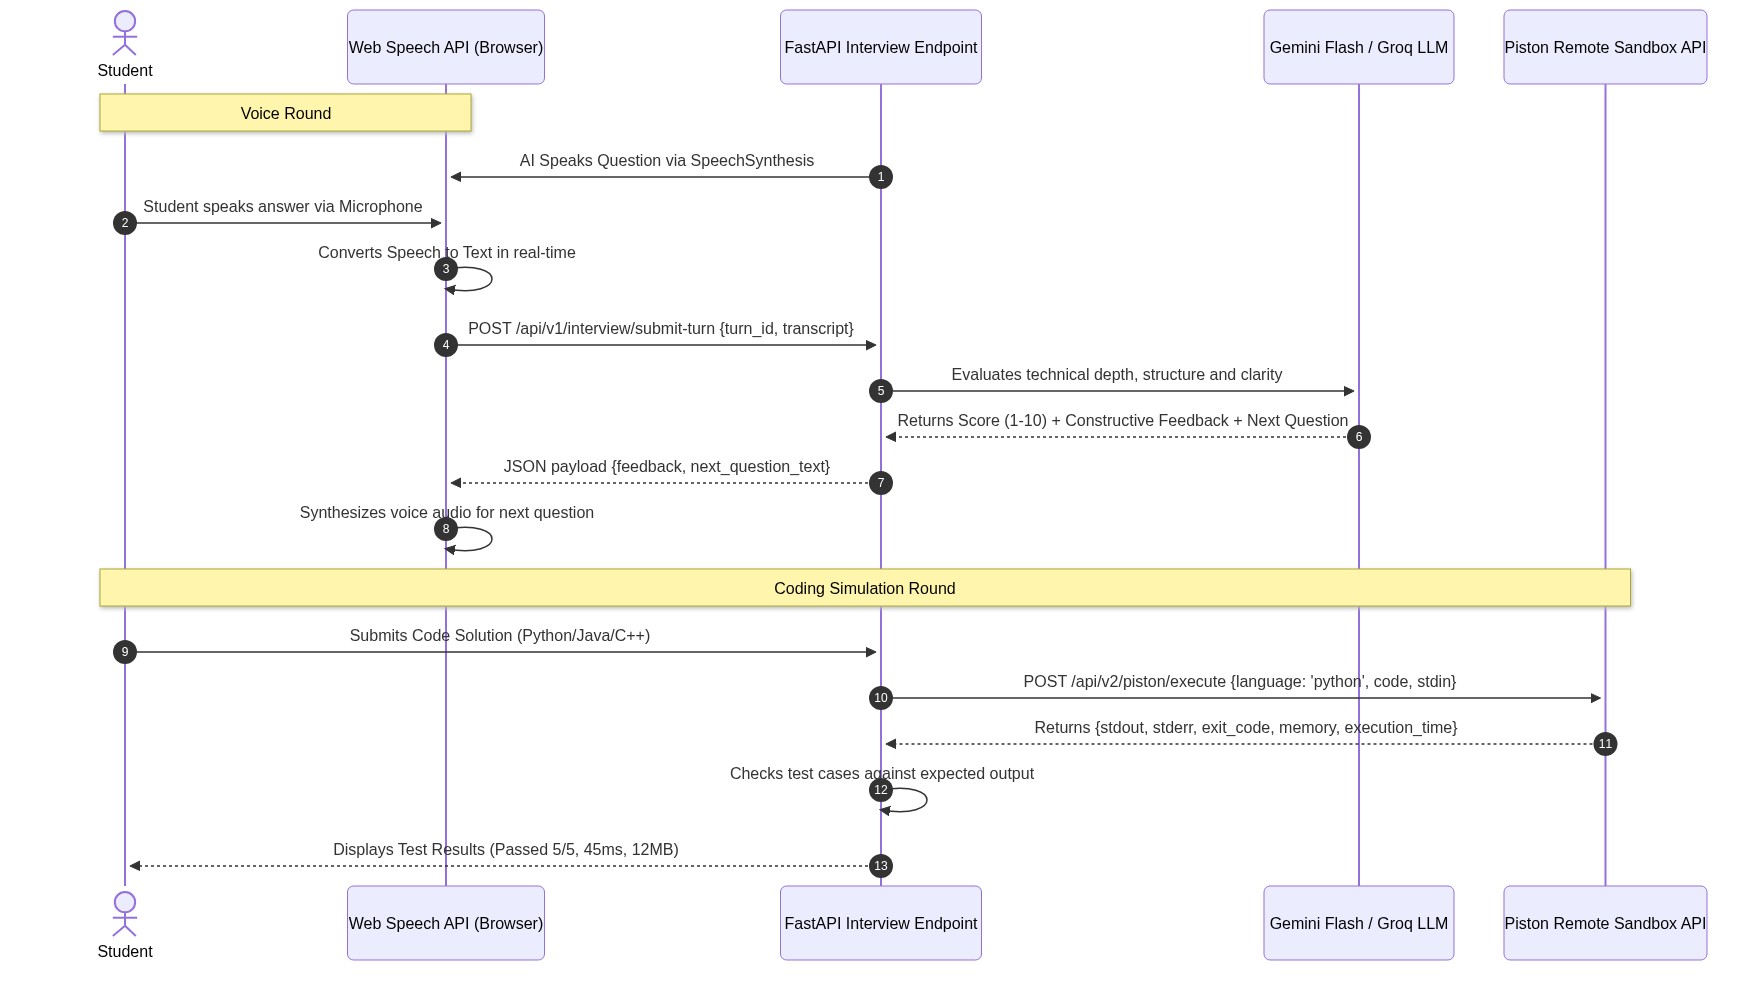 Student
Web Speech API (Browser)
FastAPI Interview Endpoint
Gemini Flash / Groq LLM
Piston Remote Sandbox API
Voice Round
AI Speaks Question via SpeechSynthesis
1
Student speaks answer via Microphone
2
Converts Speech to Text in real-time
3
POST /api/v1/interview/submit-turn {turn_id, transcript}
4
Evaluates technical depth, structure and clarity
5
Returns Score (1-10) + Constructive Feedback + Next Question
6
JSON payload {feedback, next_question_text}
7
Synthesizes voice audio for next question
8
Coding Simulation Round
Submits Code Solution (Python/Java/C++)
9
POST /api/v2/piston/execute {language: 'python', code, stdin}
10
Returns {stdout, stderr, exit_code, memory, execution_time}
11
Checks test cases against expected output
12
Displays Test Results (Passed 5/5, 45ms, 12MB)
13
Student
Web Speech API (Browser)
FastAPI Interview Endpoint
Gemini Flash / Groq LLM
Piston Remote Sandbox API